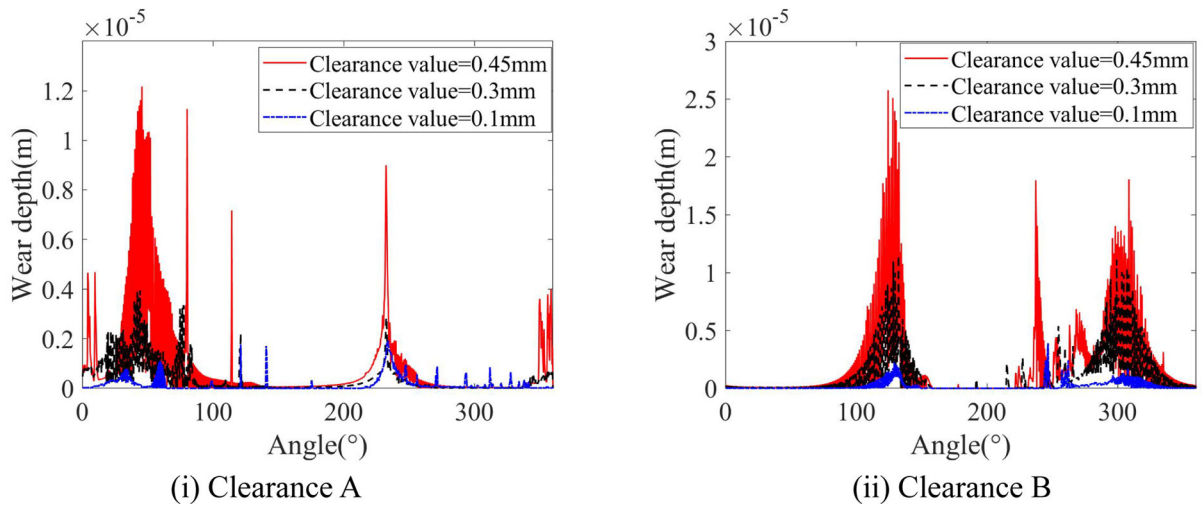 ×10⁻⁵
1.2
1
0.8
0.6
0.4
0.2
0
Wear depth(m)
Clearance value=0.45mm
Clearance value=0.3mm
Clearance value=0.1mm
0 100 200 300
Angle(°)
(i) Clearance A
×10⁻⁵
3
2.5
2
1.5
1
0.5
0
Wear depth(m)
Clearance value=0.45mm
Clearance value=0.3mm
Clearance value=0.1mm
0 100 200 300
Angle(°)
(ii) Clearance B